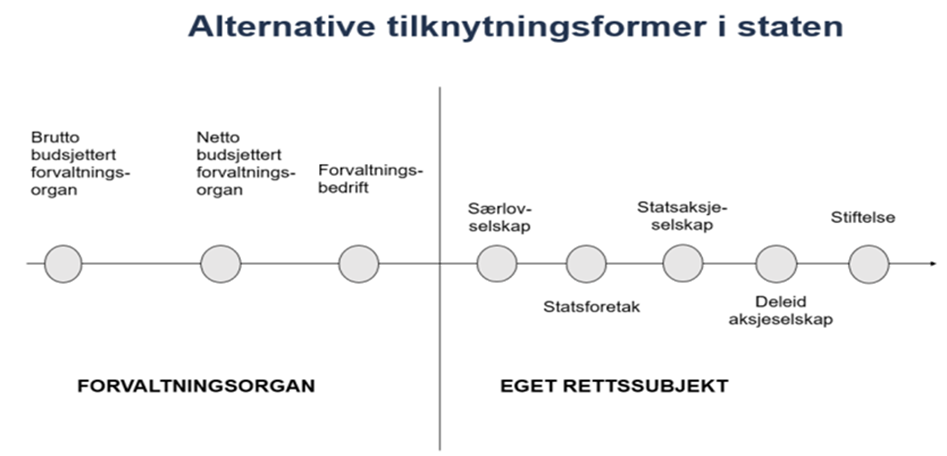 Alternative tilknytningsformer i staten
Brutto
budsjettert
forvaltnings-
organ
Netto
budsjettert
forvaltnings-
organ
Forvaltnings-
bedrift
Særlov-
selskap
Statsforetak
Statsaksje-
selskap
Deleid
aksjeselskap
Stiftelse
FORVALTNINGSORGAN
EGET RETTSSUBJEKT